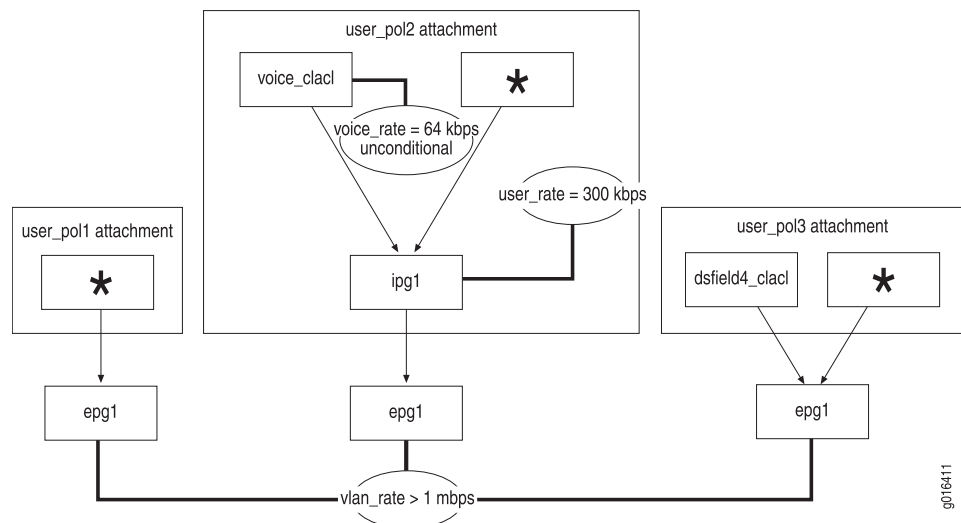 user_pol2 attachment
voice_clacl
*
voice_rate = 64 kbps
unconditional
user_rate = 300 kbps
user_pol1 attachment
*
ipg1
user_pol3 attachment
dsfield4_clacl
*
epg1
epg1
epg1
vlan_rate > 1 mbps
g016411